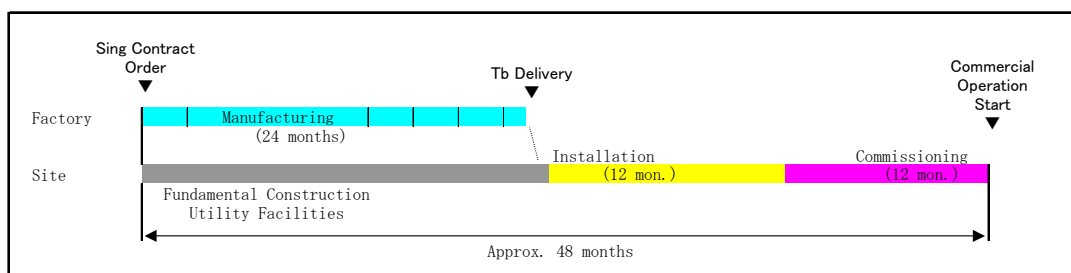 Sing Contract
Order
▼
Tb Delivery
▼
Commercial
Operation
Start
▼
Factory
Manufacturing
(24 months)
Site
Installation
(12 mon.)
Commissioning
(12 mon.)
Fundamental Construction
Utility Facilities
Approx. 48 months